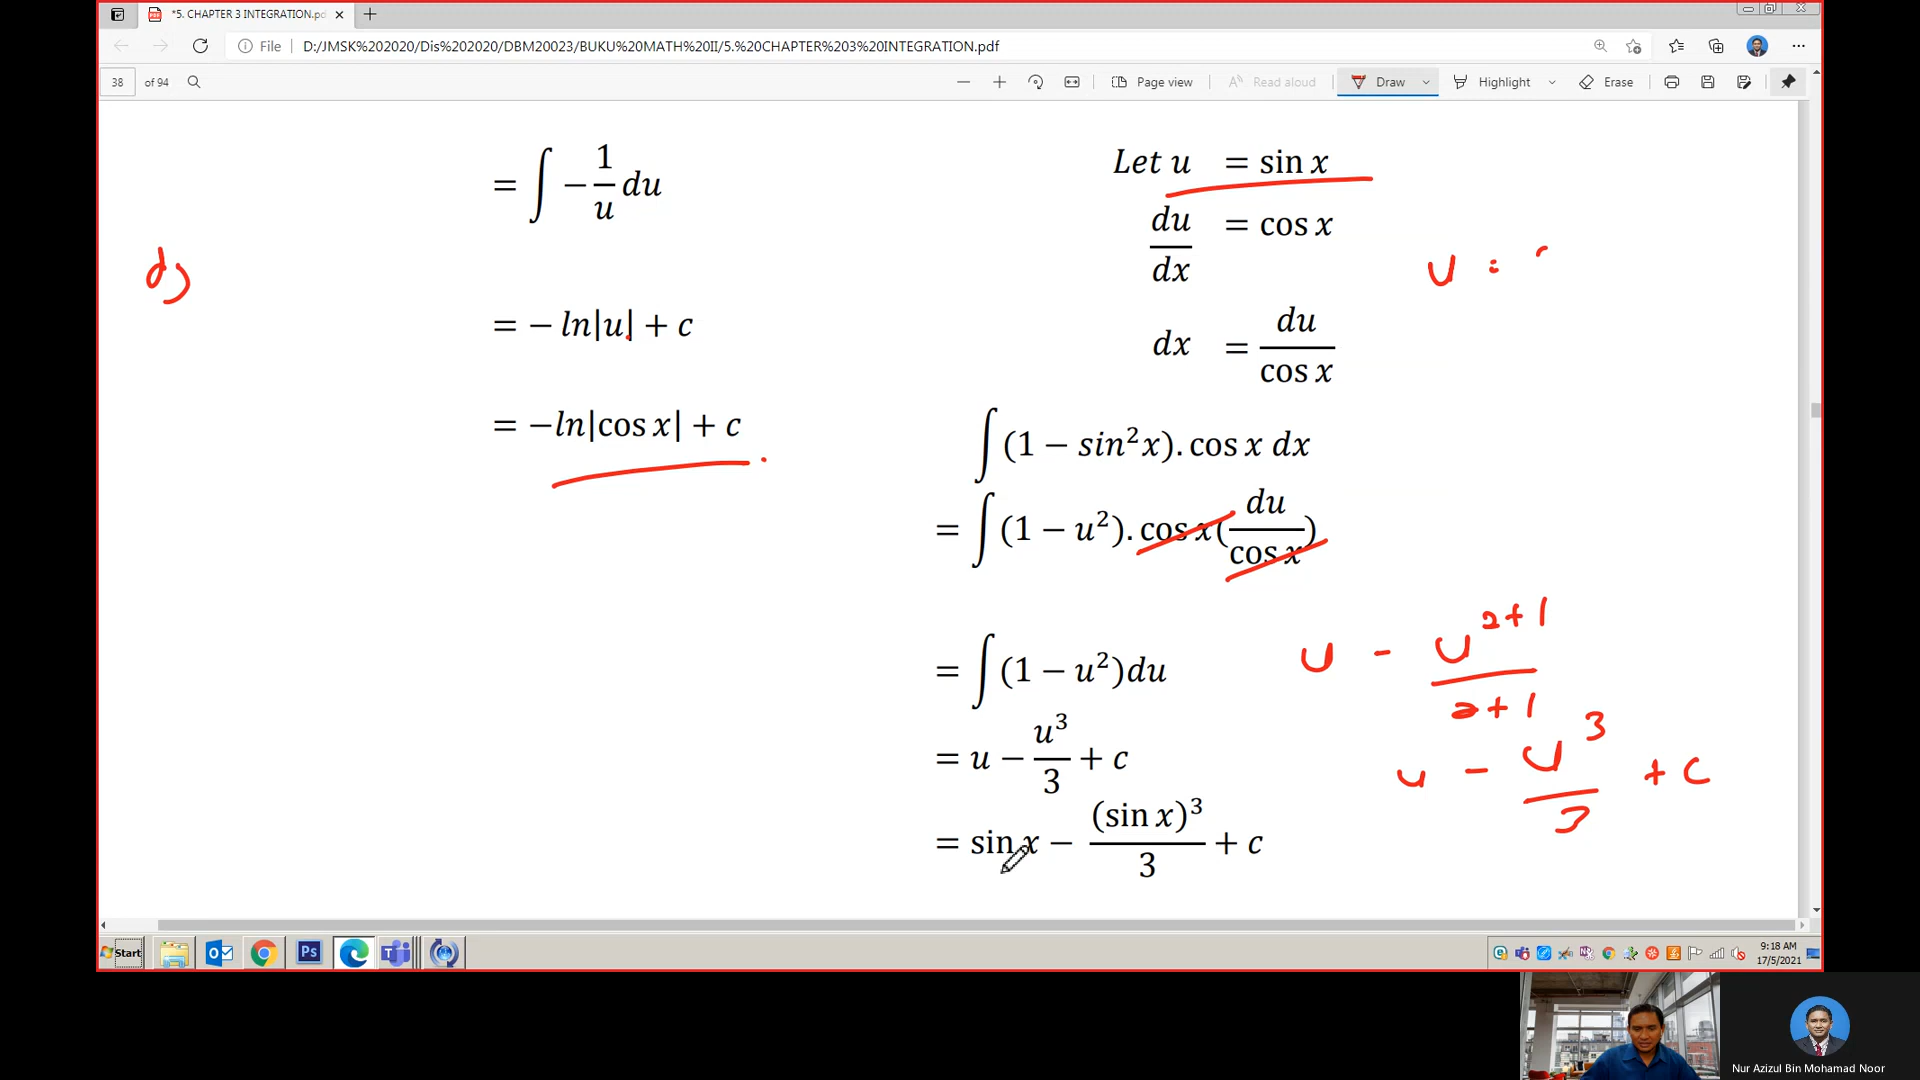 *5. CHAPTER 3 INTEGRATION.pdf
File D:/JMSK%202020/Dis%202020/DBM20023/BUKU%20MATH%20II/5.%20CHAPTER%203%20INTEGRATION.pdf
38 of 94 Page view Read aloud Draw Highlight Erase
= ∫ − 1/u du
d)
= − ln|u| + c
= −ln|cos x| + c
Let u = sin x
du/dx = cos x
u =
dx = du/cos x
∫(1 − sin²x). cos x dx
= ∫(1 − u²). cos x(du/cos x)
= ∫(1 − u²)du
u − u²⁺¹/2+1
= u − u³/3 + c
u − u³/3 + c
= sin x − (sin x)³/3 + c
Start Ps
9:18 AM
17/5/2021
Nur Azizul Bin Mohamad Noor